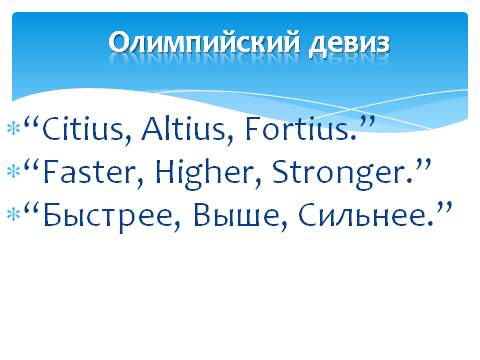 Олимпийский девиз
“Citius, Altius, Fortius.”
“Faster, Higher, Stronger.”
“Быстрее, Выше, Сильнее.”